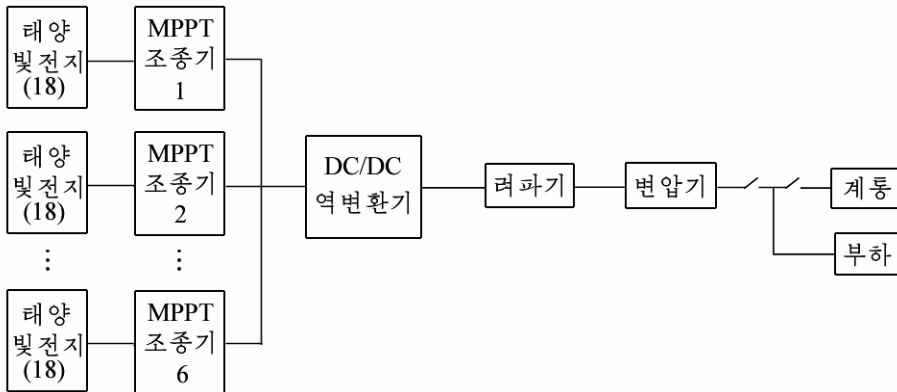 태양
빛전지
(18)
MPPT
조종기
1
태양
빛전지
(18)
MPPT
조종기
2
⋮
⋮
태양
빛전지
(18)
MPPT
조종기
6
DC/DC
역변환기
려파기
변압기
계통
부하